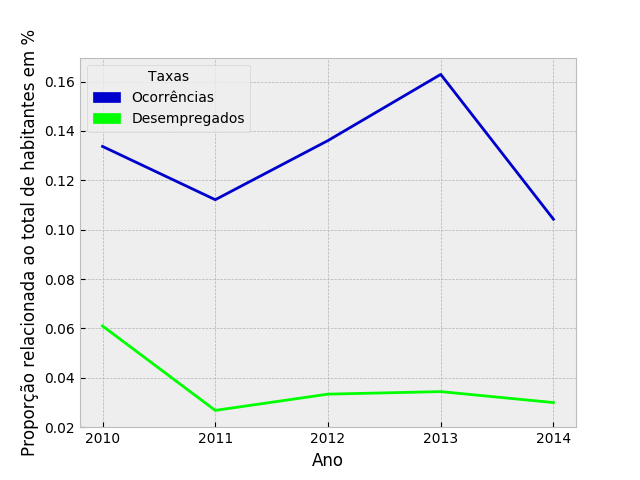 Proporção relacionada ao total de habitantes em %
Taxas
Ocorrências
Desempregados
0.16
0.14
0.12
0.10
0.08
0.06
0.04
0.02
2010 2011 2012 2013 2014
Ano